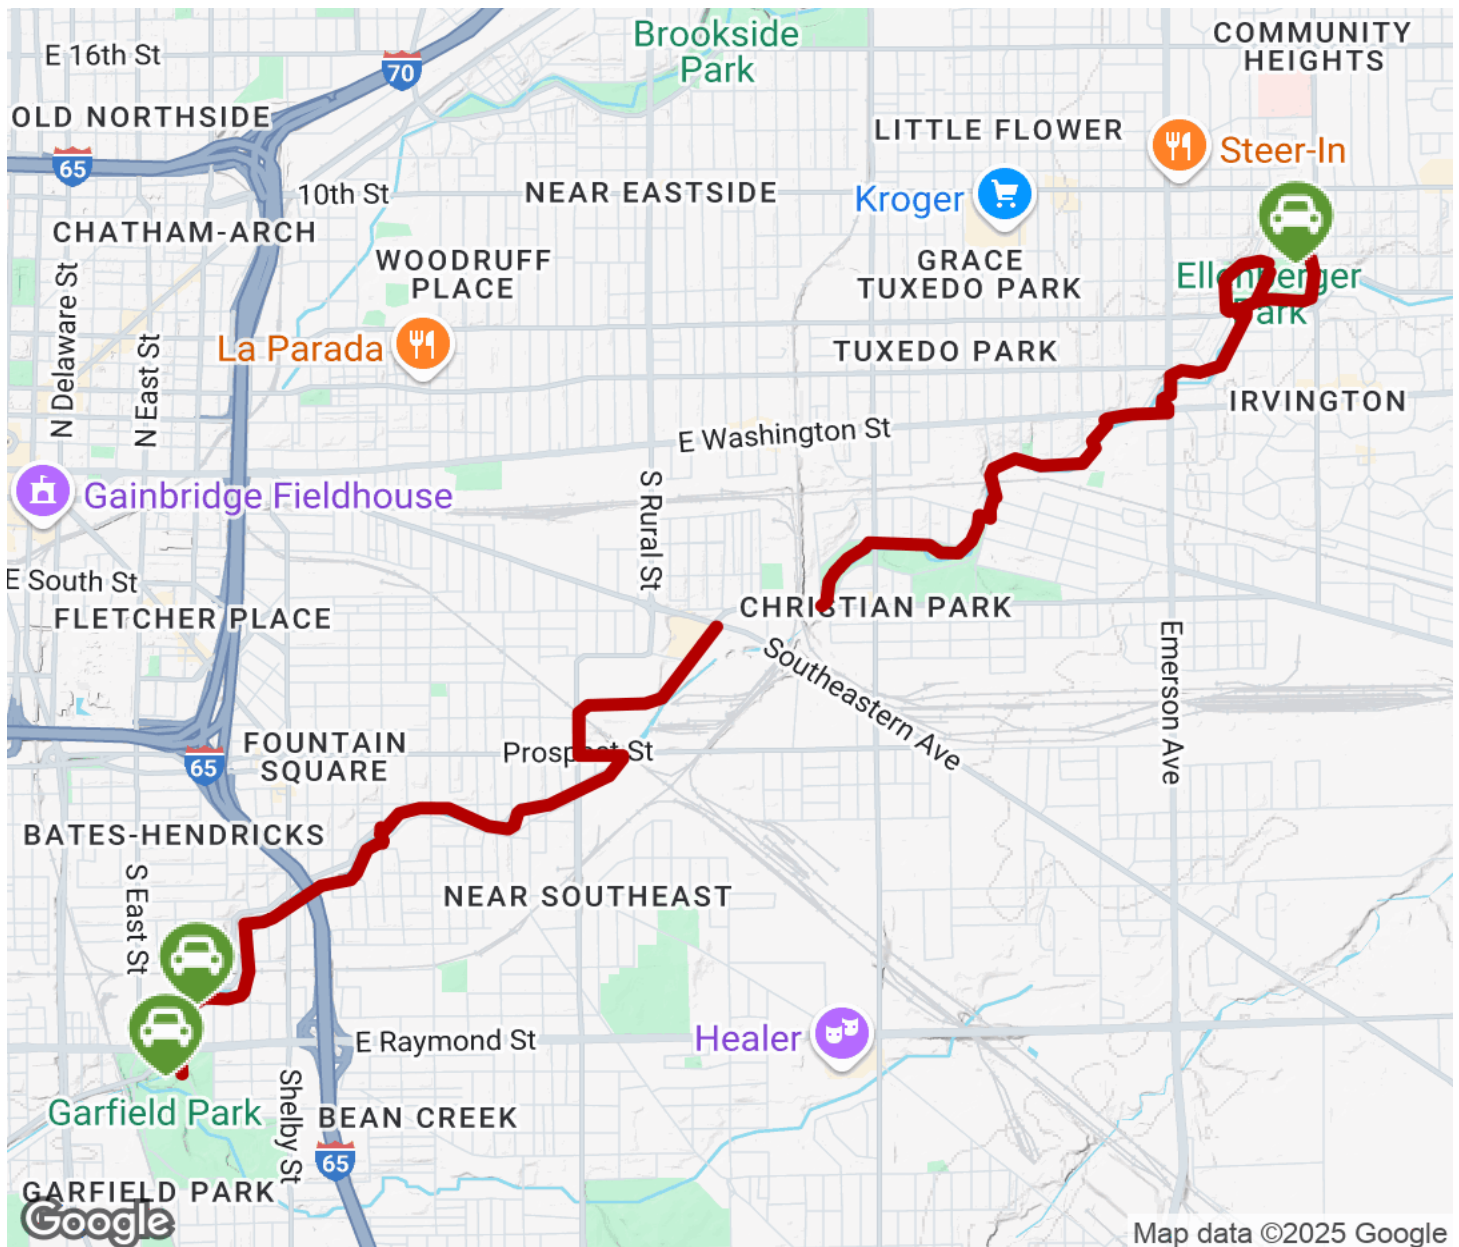 Brookside
Park
COMMUNITY
HEIGHTS
E 16th St
70
OLD NORTHSIDE
LITTLE FLOWER
Steer-In
65
10th St
NEAR EASTSIDE
Kroger
CHATHAM-ARCH
WOODRUFF
PLACE
GRACE
TUXEDO PARK
Ellenberger
Park
N Delaware St
N East St
La Parada
TUXEDO PARK
IRVINGTON
E Washington St
Gainbridge Fieldhouse
S Rural St
E South St
FLETCHER PLACE
CHRISTIAN PARK
Southeastern Ave
Emerson Ave
FOUNTAIN
SQUARE
65
Prospect St
BATES-HENDRICKS
S East St
NEAR SOUTHEAST
E Raymond St
Healer
Garfield Park
Shelby St
BEAN CREEK
65
GARFIELD PARK
Google
Map data ©2025 Google